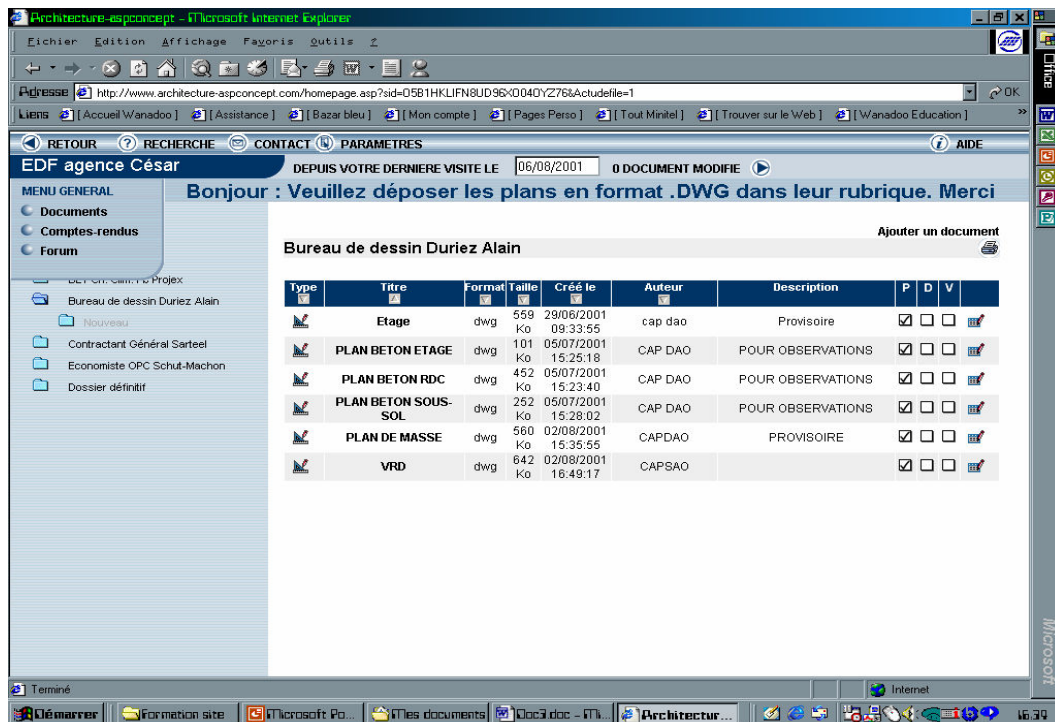 Architecture-aspconcept - Microsoft Internet Explorer
Fichier Edition Affichage Favoris Outils ?
Adresse http://www.architecture-aspconcept.com/homepage.asp?sid=O5B1HKLIFN8UD96XO04OYZ76&Actudefile=1 OK
Liens [ Accueil Wanadoo ] [ Assistance ] [ Bazar bleu ] [ Mon compte ] [ Pages Perso ] [ Tout Minitel ] [ Trouver sur le Web ] [ Wanadoo Education ] »
RETOUR ? RECHERCHE CONTACT PARAMETRES i AIDE
EDF agence César DEPUIS VOTRE DERNIERE VISITE LE 06/08/2001 0 DOCUMENT MODIFIE
MENU GENERAL
Bonjour : Veuillez déposer les plans en format .DWG dans leur rubrique. Merci
Documents
Comptes-rendus
Forum
Projex
Bureau de dessin Duriez Alain
Nouveau
Contractant Général Sarteel
Economiste OPC Schut-Machon
Dossier définitif
Ajouter un document
Bureau de dessin Duriez Alain
Type Titre Format Taille Créé le Auteur Description P D V
Etage dwg 559 Ko 29/06/2001 09:33:55 cap dao Provisoire
PLAN BETON ETAGE dwg 101 Ko 05/07/2001 15:25:18 CAP DAO POUR OBSERVATIONS
PLAN BETON RDC dwg 452 Ko 05/07/2001 15:23:40 CAP DAO POUR OBSERVATIONS
PLAN BETON SOUS-SOL dwg 252 Ko 05/07/2001 15:28:02 CAP DAO POUR OBSERVATIONS
PLAN DE MASSE dwg 560 Ko 02/08/2001 15:35:55 CAPDAO PROVISOIRE
VRD dwg 642 Ko 02/08/2001 16:49:17 CAPSAO
Terminé Internet
Démarrer Formation site Microsoft Po... Mes documents Doc3.doc - Mi... Architectur... 16:39
Office
Microsoft